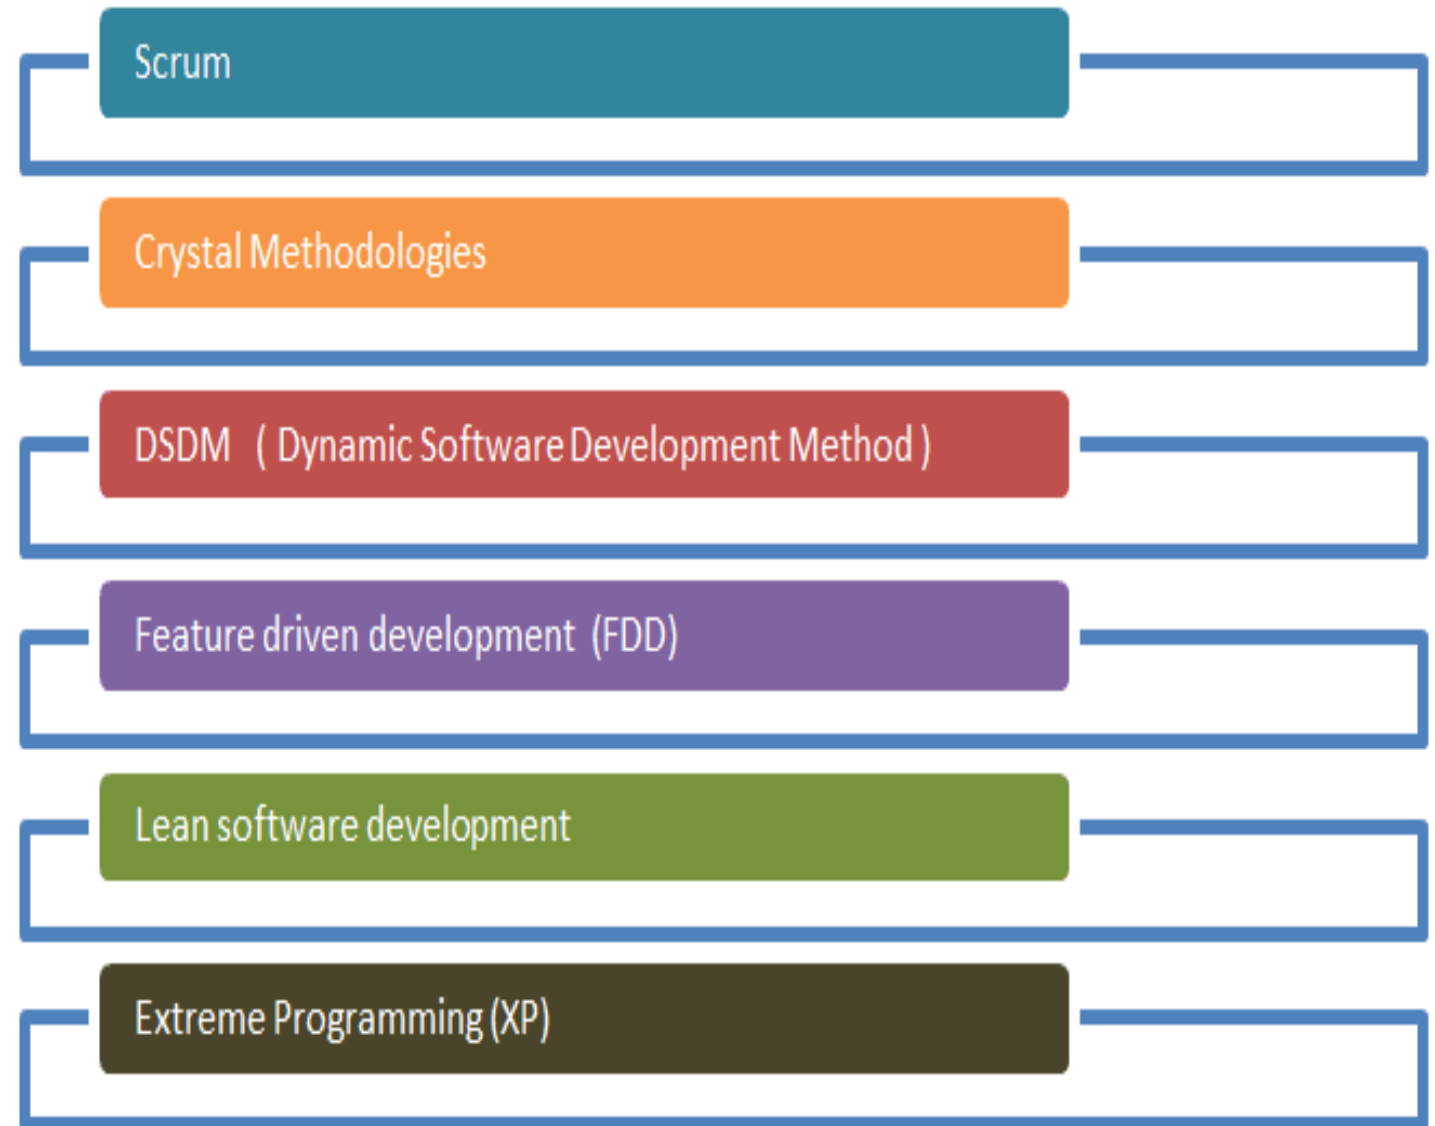 Scrum
Crystal Methodologies
DSDM ( Dynamic Software Development Method )
Feature driven development (FDD)
Lean software development
Extreme Programming (XP)